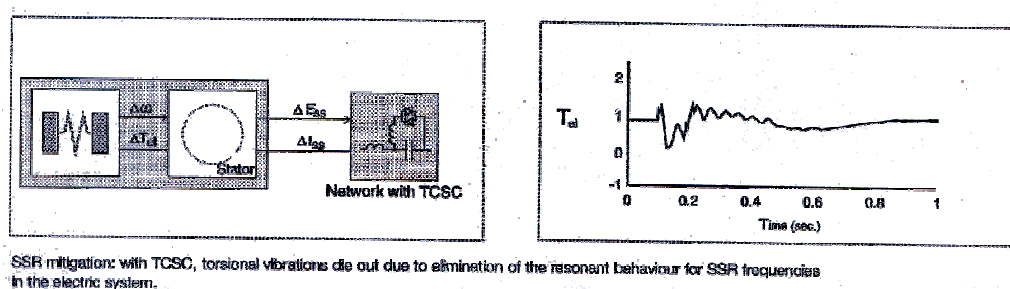 Δω
ΔTel
Stator
ΔESS
ΔISS
Network with TCSC
Tel
2
1
0
-1
0
0.2
0.4
0.6
0.8
1
Time (sec.)
SSR mitigation: with TCSC, torsional vibrations die out due to elimination of the resonant behaviour for SSR frequencies
in the electric system.